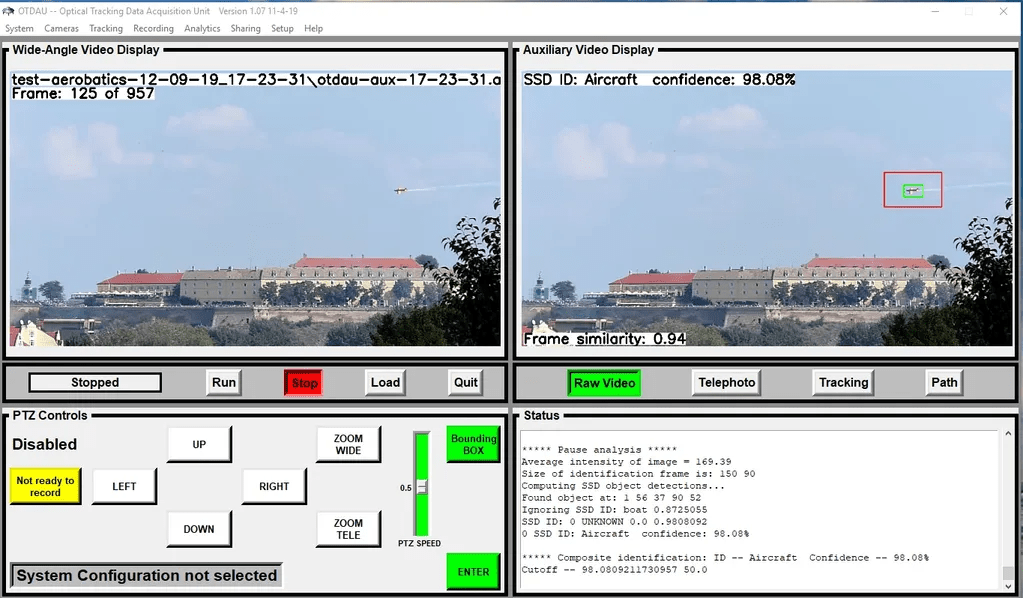 OTDAU -- Optical Tracking Data Acquisition Unit Version 1.07 11-4-19
System Cameras Tracking Recording Analytics Sharing Setup Help
Wide-Angle Video Display
test-aerobatics-12-09-19_17-23-31\otdau-aux-17-23-31.a
Frame: 125 of 957
Auxiliary Video Display
SSD ID: Aircraft confidence: 98.08%
Frame similarity: 0.94
Stopped
Run
Stop
Load
Quit
Raw Video
Telephoto
Tracking
Path
PTZ Controls
Disabled
UP
ZOOM
WIDE
Bounding
BOX
Not ready to
record
LEFT
RIGHT
0.5
DOWN
ZOOM
TELE
PTZ SPEED
System Configuration not selected
ENTER
Status
***** Pause analysis *****
Average intensity of image = 169.39
Size of identification frame is: 150 90
Computing SSD object detections...
Found object at: 1 56 37 90 52
Ignoring SSD ID: boat 0.8725055
SSD ID: 0 UNKNOWN 0.0 0.9808092
0 SSD ID: Aircraft confidence: 98.08%
***** Composite identification: ID -- Aircraft Confidence -- 98.08%
Cutoff -- 98.0809211730957 50.0